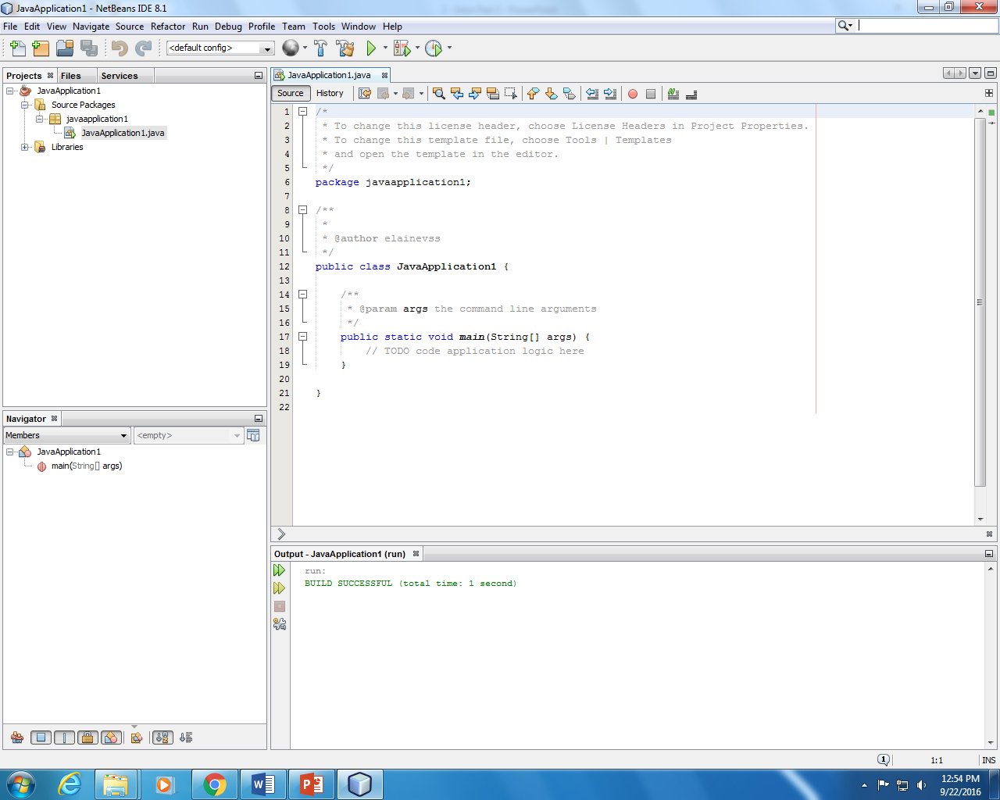 JavaApplication1 - NetBeans IDE 8.1
File Edit View Navigate Source Refactor Run Debug Profile Team Tools Window Help
<default config>
Projects Files Services
JavaApplication1
Source Packages
javaapplication1
JavaApplication1.java
Libraries
JavaApplication1.java
Source History
1 /*
2 * To change this license header, choose License Headers in Project Properties.
3 * To change this template file, choose Tools | Templates
4 * and open the template in the editor.
5 */
6 package javaapplication1;
7
8 /**
9 *
10 * @author elainevss
11 */
12 public class JavaApplication1 {
13
14 /**
15 * @param args the command line arguments
16 */
17 public static void main(String[] args) {
18 // TODO code application logic here
19 }
20
21 }
22
Navigator
Members <empty>
JavaApplication1
main(String[] args)
Output - JavaApplication1 (run)
run:
BUILD SUCCESSFUL (total time: 1 second)
1 1:1 INS
12:54 PM
9/22/2016